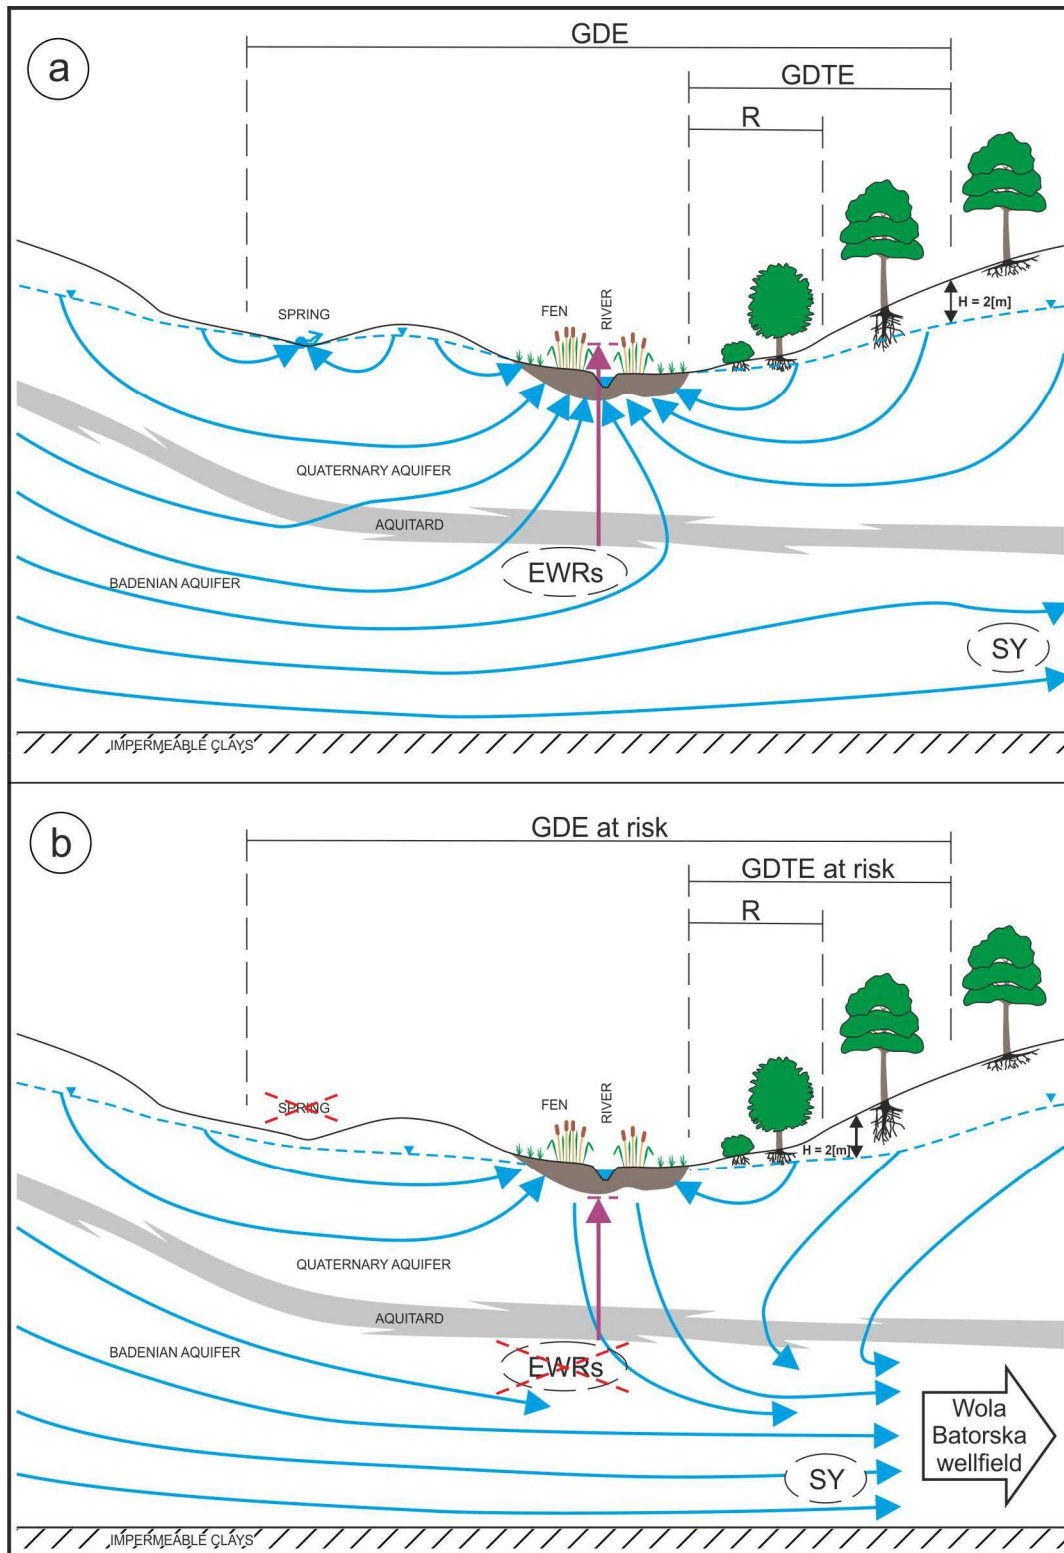 a
GDE
GDTE
R
SPRING
FEN
RIVER
H = 2[m]
QUATERNARY AQUIFER
AQUITARD
EWRs
BADENIAN AQUIFER
SY
IMPERMEABLE CLAYS
b
GDE at risk
GDTE at risk
R
SPRING
FEN
RIVER
H = 2[m]
QUATERNARY AQUIFER
AQUITARD
BADENIAN AQUIFER
EWRs
Wola
Batorska
wellfield
SY
IMPERMEABLE CLAYS